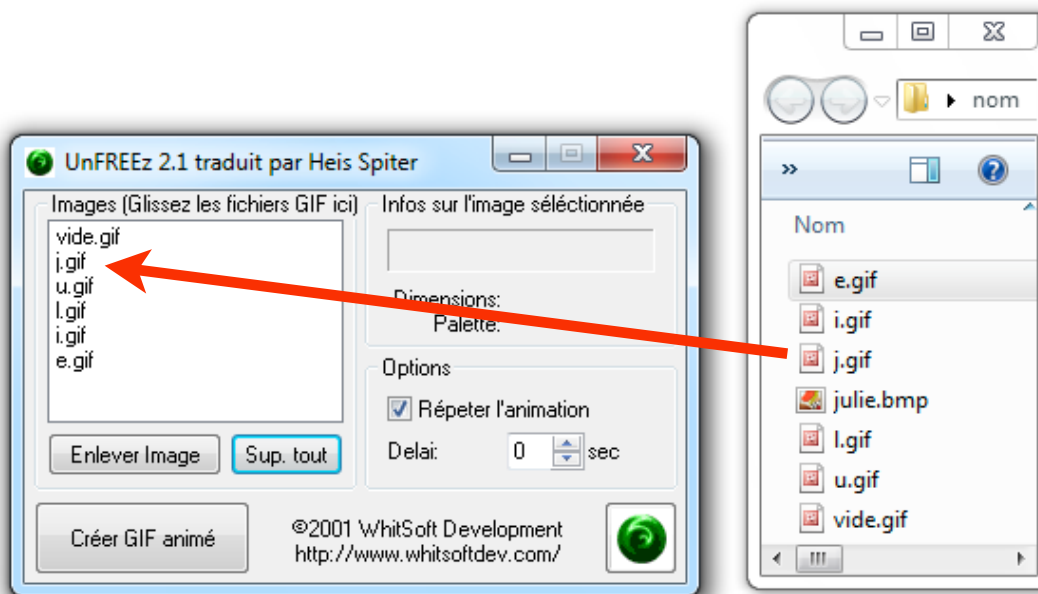 UnFREEz 2.1 traduit par Heis Spiter
Images (Glissez les fichiers GIF ici)
vide.gif
j.gif
u.gif
l.gif
i.gif
e.gif
Enlever Image
Sup. tout
Infos sur l'image séléctionnée
Dimensions:
Palette:
Options
Répeter l'animation
Delai: 0 sec
Créer GIF animé
©2001 WhitSoft Development
http://www.whitsoftdev.com/
nom
»
Nom
e.gif
i.gif
j.gif
julie.bmp
l.gif
u.gif
vide.gif